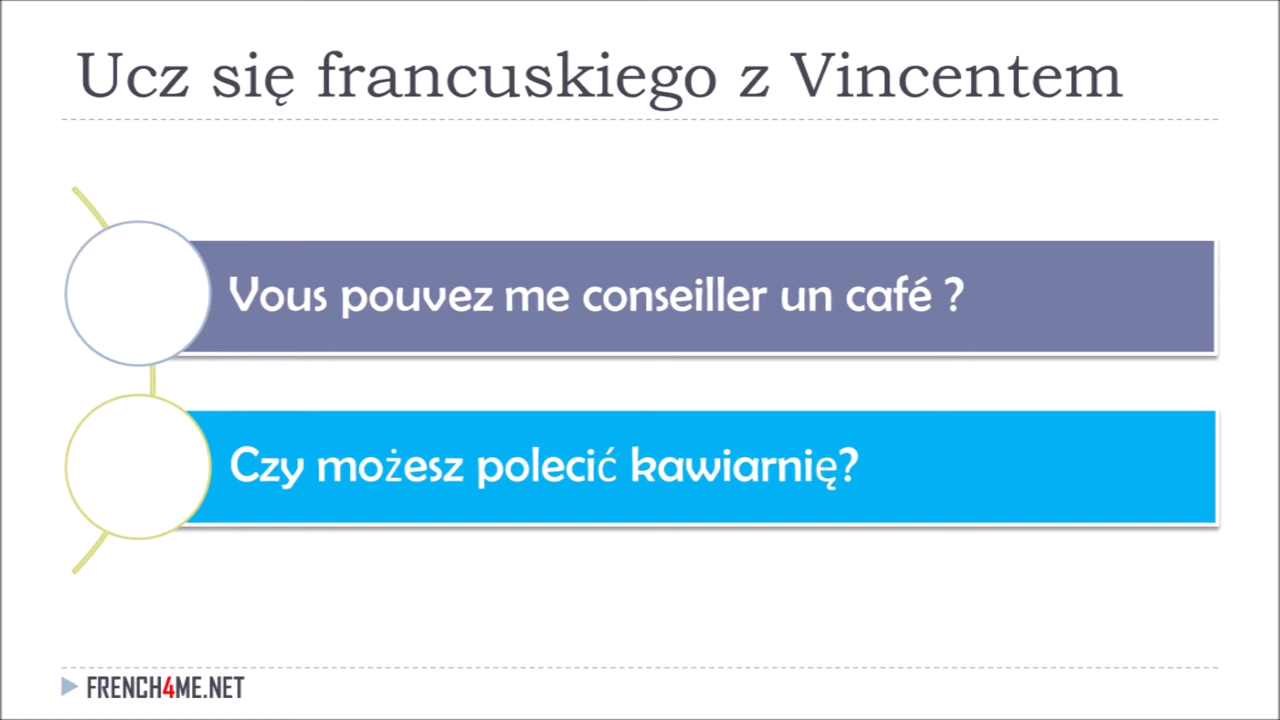 Ucz się francuskiego z Vincentem
Vous pouvez me conseiller un café ?
Czy możesz polecić kawiarnię?
FRENCH4ME.NET